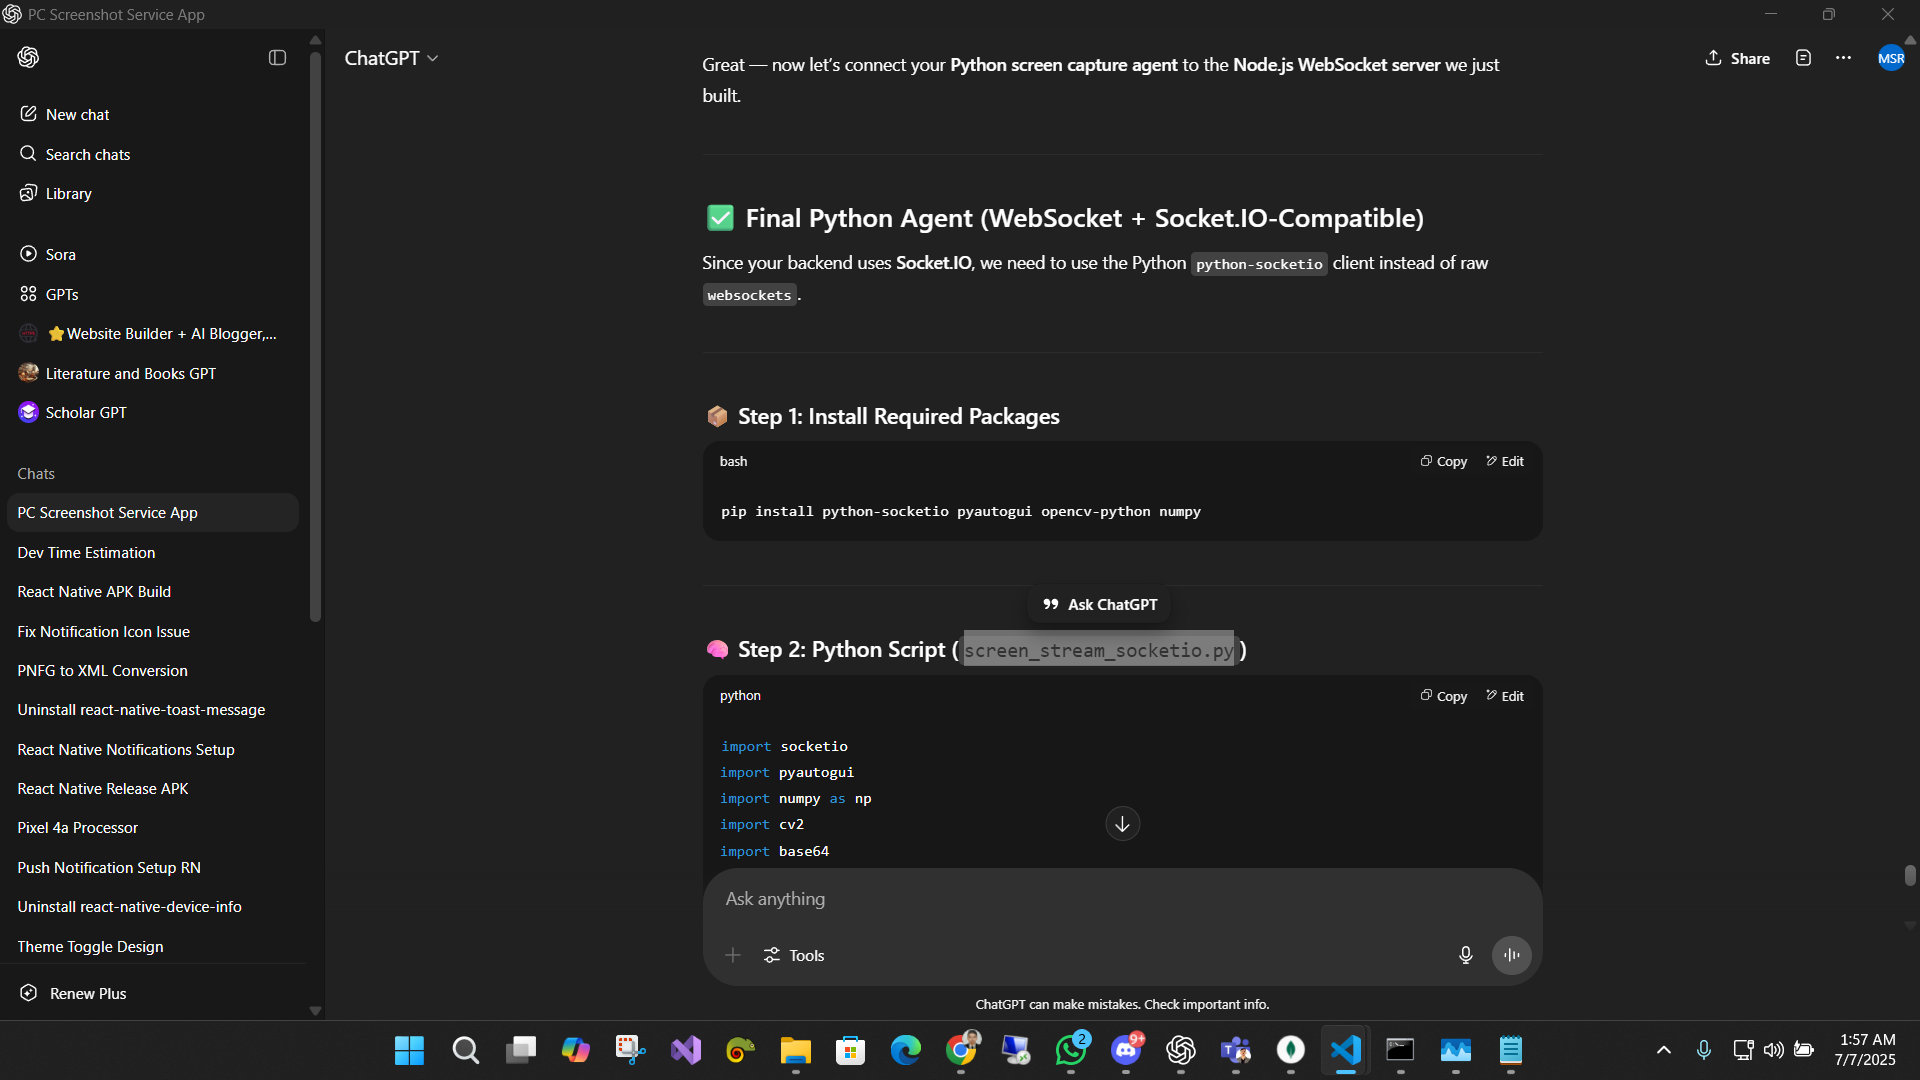 PC Screenshot Service App
ChatGPT
Share
MSR
New chat
Search chats
Library
Sora
GPTs
⭐Website Builder + AI Blogger,...
Literature and Books GPT
Scholar GPT
Chats
PC Screenshot Service App
Dev Time Estimation
React Native APK Build
Fix Notification Icon Issue
PNFG to XML Conversion
Uninstall react-native-toast-message
React Native Notifications Setup
React Native Release APK
Pixel 4a Processor
Push Notification Setup RN
Uninstall react-native-device-info
Theme Toggle Design
Renew Plus
Great — now let’s connect your Python screen capture agent to the Node.js WebSocket server we just
built.
✅ Final Python Agent (WebSocket + Socket.IO-Compatible)
Since your backend uses Socket.IO, we need to use the Python python-socketio client instead of raw
websockets.
📦 Step 1: Install Required Packages
bash
Copy
Edit
pip install python-socketio pyautogui opencv-python numpy
Ask ChatGPT
🧠 Step 2: Python Script (screen_stream_socketio.py)
python
Copy
Edit
import socketio
import pyautogui
import numpy as np
import cv2
import base64
Ask anything
Tools
ChatGPT can make mistakes. Check important info.
2
9+
1:57 AM
7/7/2025